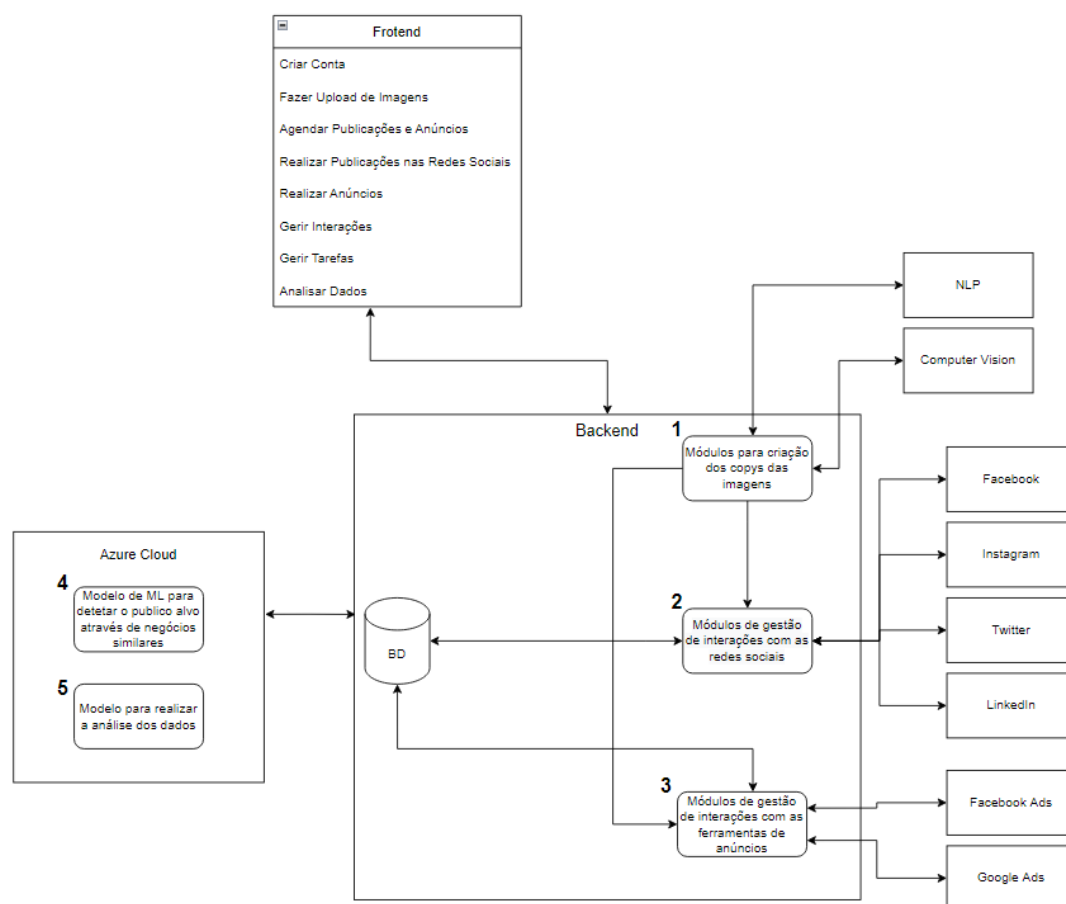 Frotend
Criar Conta
Fazer Upload de Imagens
Agendar Publicações e Anúncios
Realizar Publicações nas Redes Sociais
Realizar Anúncios
Gerir Interações
Gerir Tarefas
Analisar Dados
NLP
Computer Vision
Backend
1
Módulos para criação
dos copys das
imagens
Facebook
Instagram
Twitter
LinkedIn
Azure Cloud
4
Modelo de ML para
detetar o publico alvo
através de negócios
similares
5
Modelo para realizar
a análise dos dados
BD
2
Módulos de gestão
de interações com as
redes sociais
3
Módulos de gestão
de interações com as
ferramentas de
anúncios
Facebook Ads
Google Ads